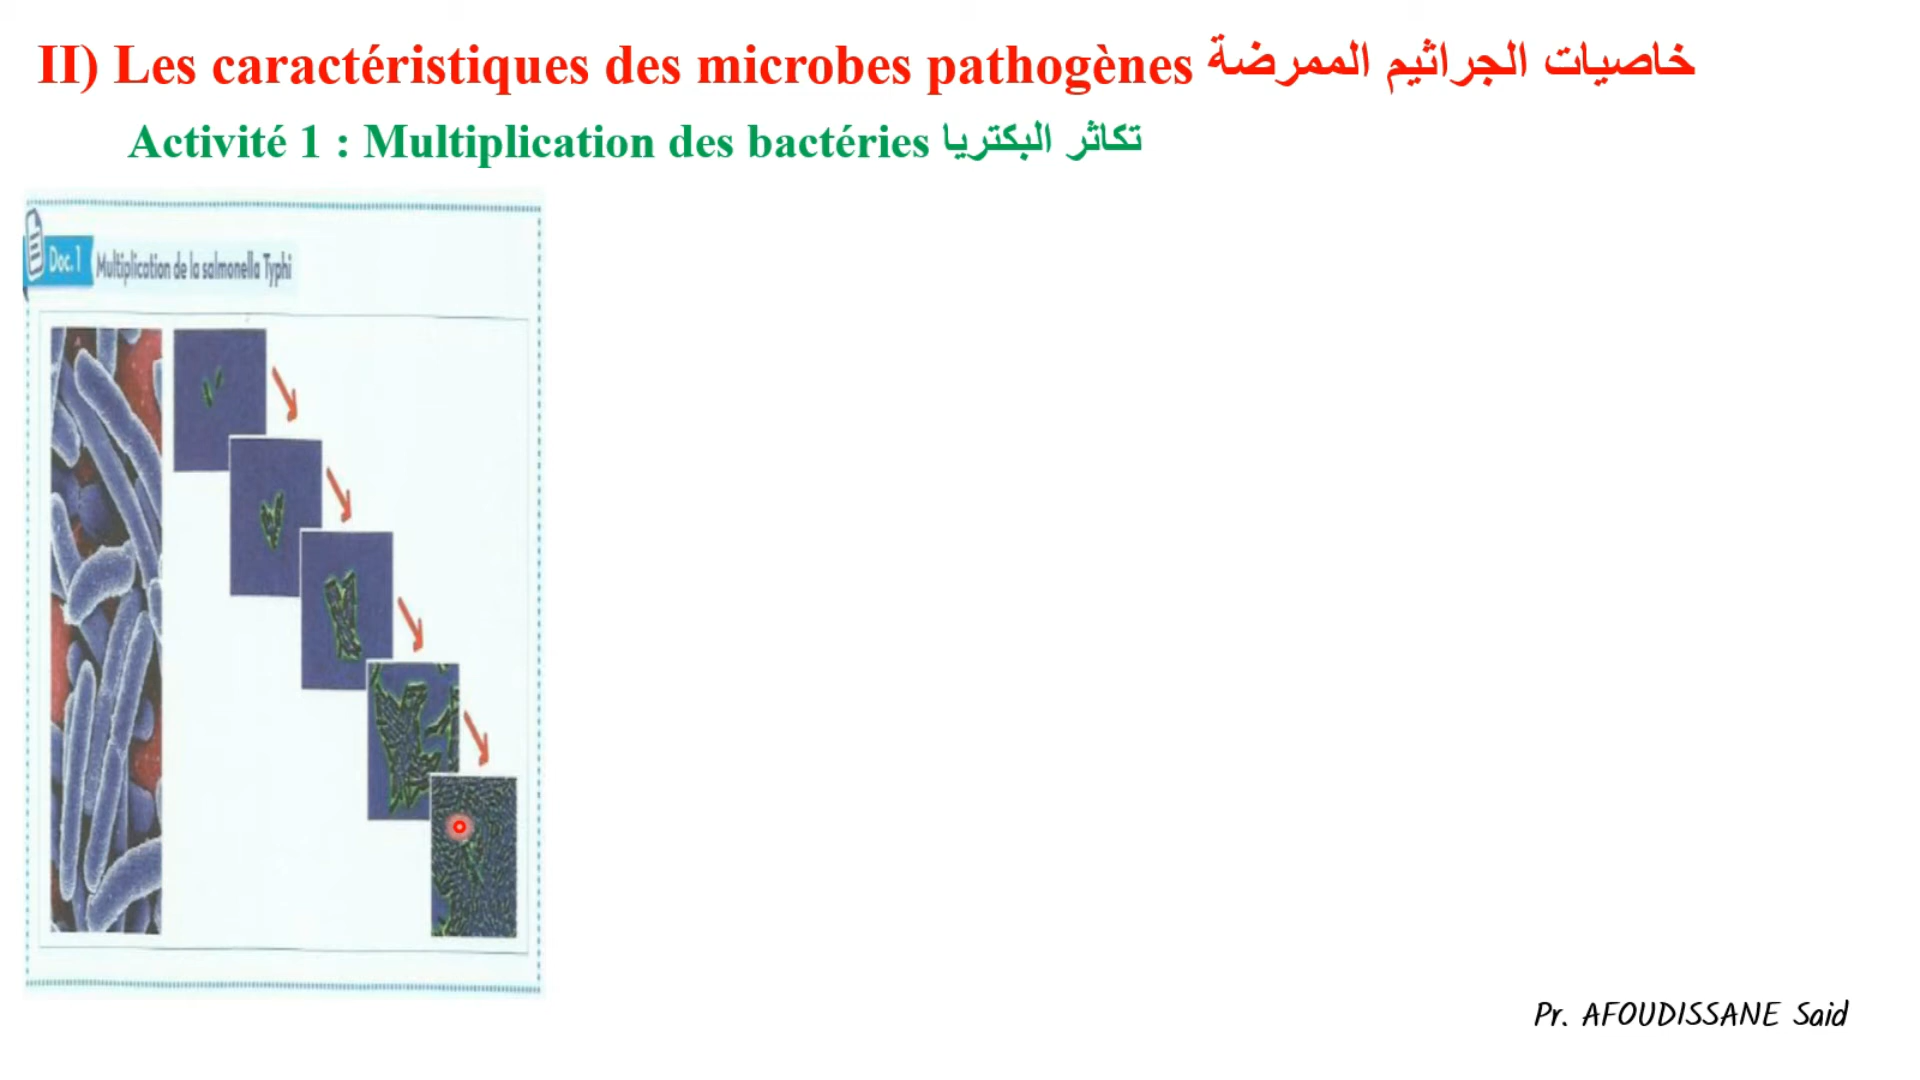 II) Les caractéristiques des microbes pathogènes خاصيات الجراثيم الممرضة
Activité 1 : Multiplication des bactéries تكاثر البكتريا
Doc.1 Multiplication de la salmonella Typhi
Pr. AFOUDISSANE Said